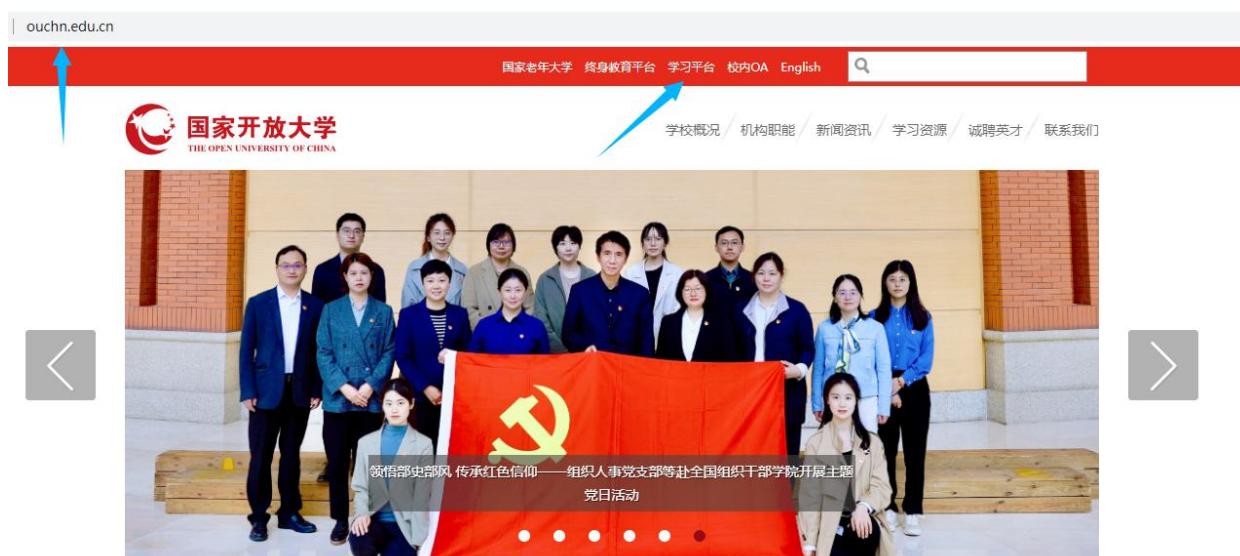 ouchn.edu.cn
国家老年大学 终身教育平台 学习平台 校内OA English
国家开放大学
THE OPEN UNIVERSITY OF CHINA
学校概况 / 机构职能 / 新闻资讯 / 学习资源 / 诚聘英才 / 联系我们
领悟部史部风 传承红色信仰——组织人事党支部等赴全国组织干部学院开展主题
党日活动